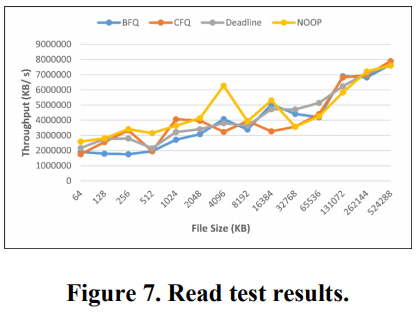 BFQ CFQ Deadline NOOP
9000000
8000000
7000000
6000000
5000000
4000000
3000000
2000000
1000000
0
Throughput (KB/ s)
64 128 256 512 1024 2048 4096 8192 16384 32768 65536 131072 262144 524288
File Size (KB)
Figure 7. Read test results.